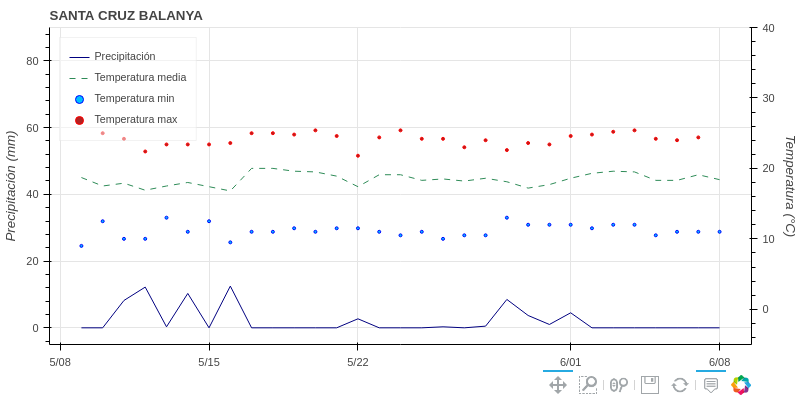 SANTA CRUZ BALANYA
Precipitación
Temperatura media
Temperatura min
Temperatura max
Precipitación (mm)
80
60
40
20
0
Temperatura (°C)
40
30
20
10
0
5/08
5/15
5/22
6/01
6/08